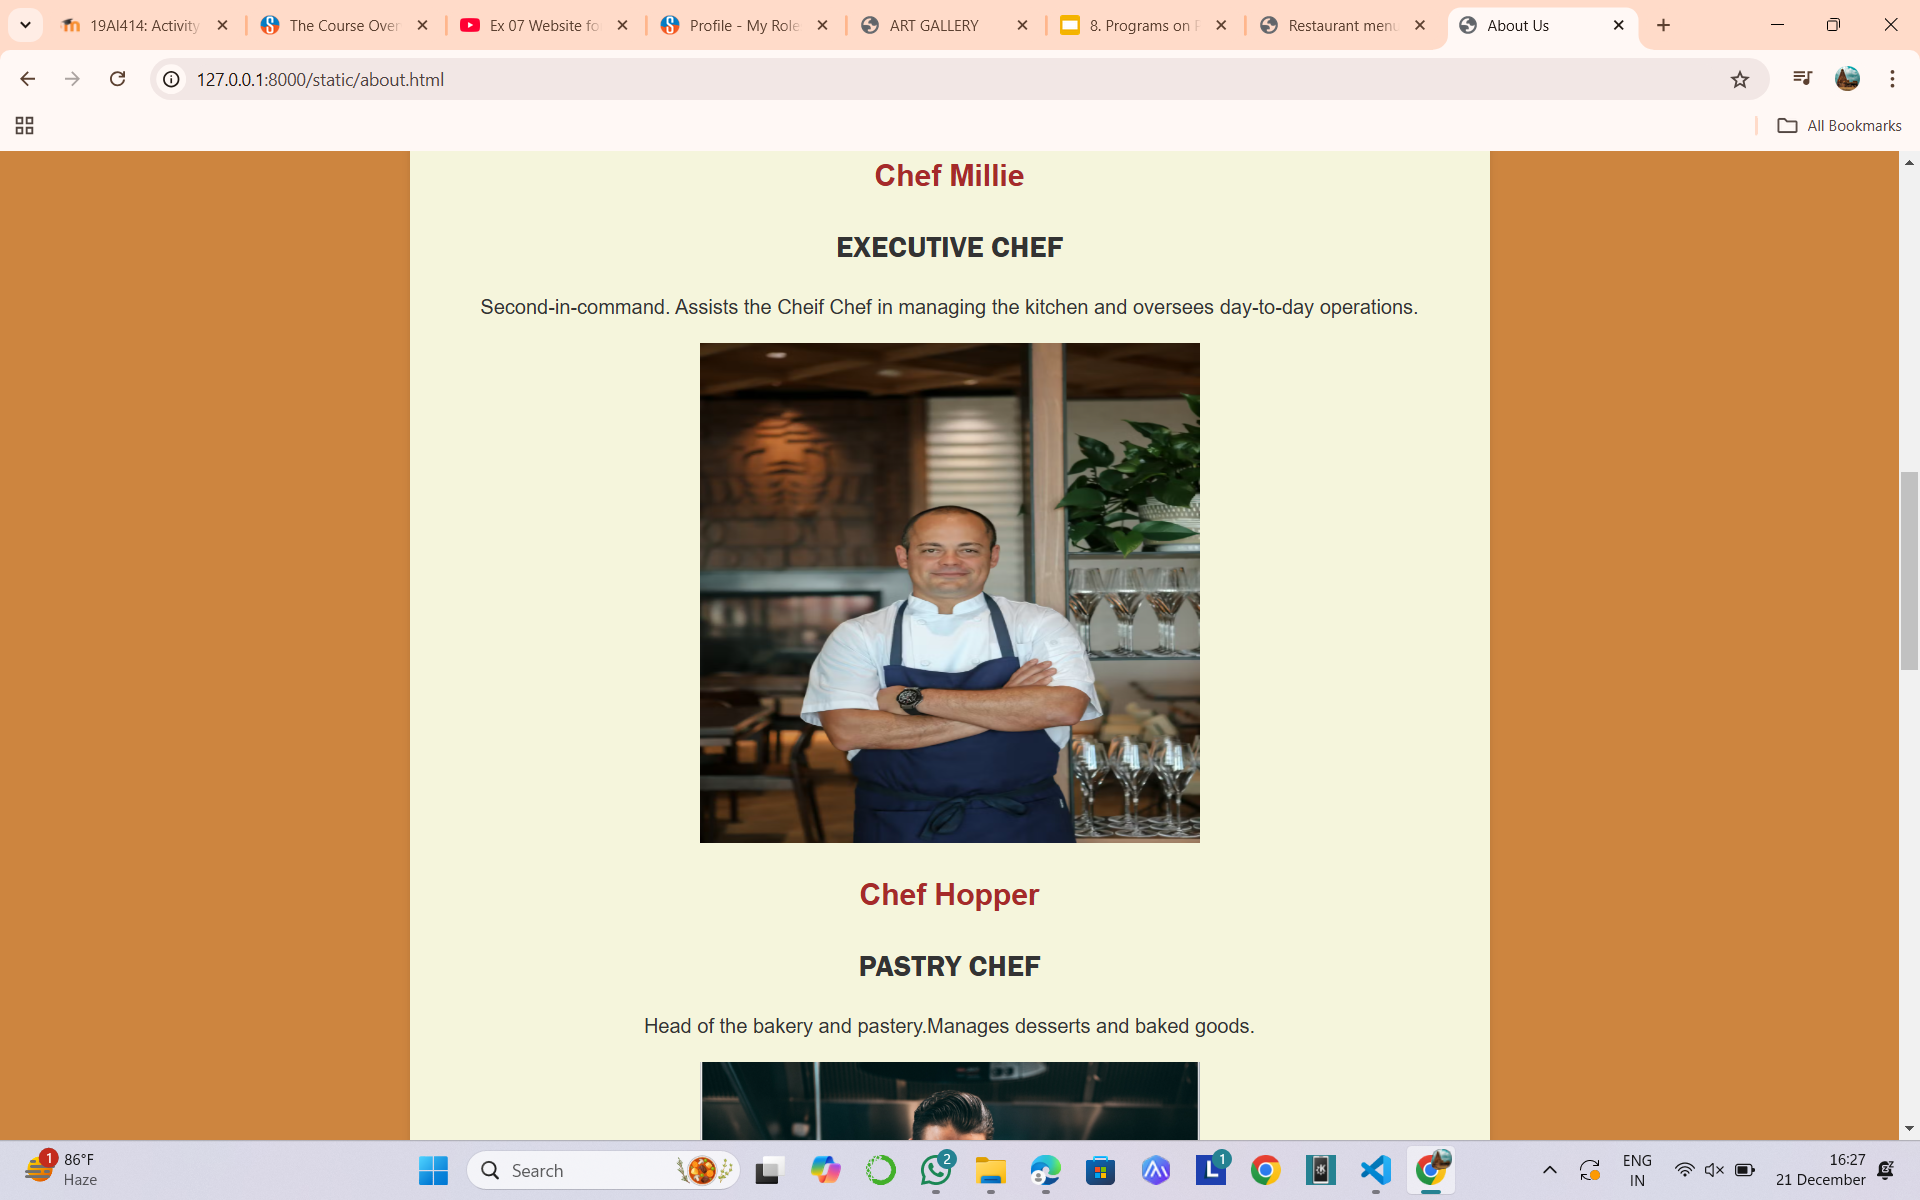 19AI414: Activity
The Course Over
Ex 07 Website fo
Profile - My Role
ART GALLERY
8. Programs on F
Restaurant menu
About Us
127.0.0.1:8000/static/about.html
All Bookmarks
Chef Millie
EXECUTIVE CHEF
Second-in-command. Assists the Cheif Chef in managing the kitchen and oversees day-to-day operations.
Chef Hopper
PASTRY CHEF
Head of the bakery and pastery.Manages desserts and baked goods.
1
86°F
Haze
Search
2
L
1
ENG
IN
16:27
21 December